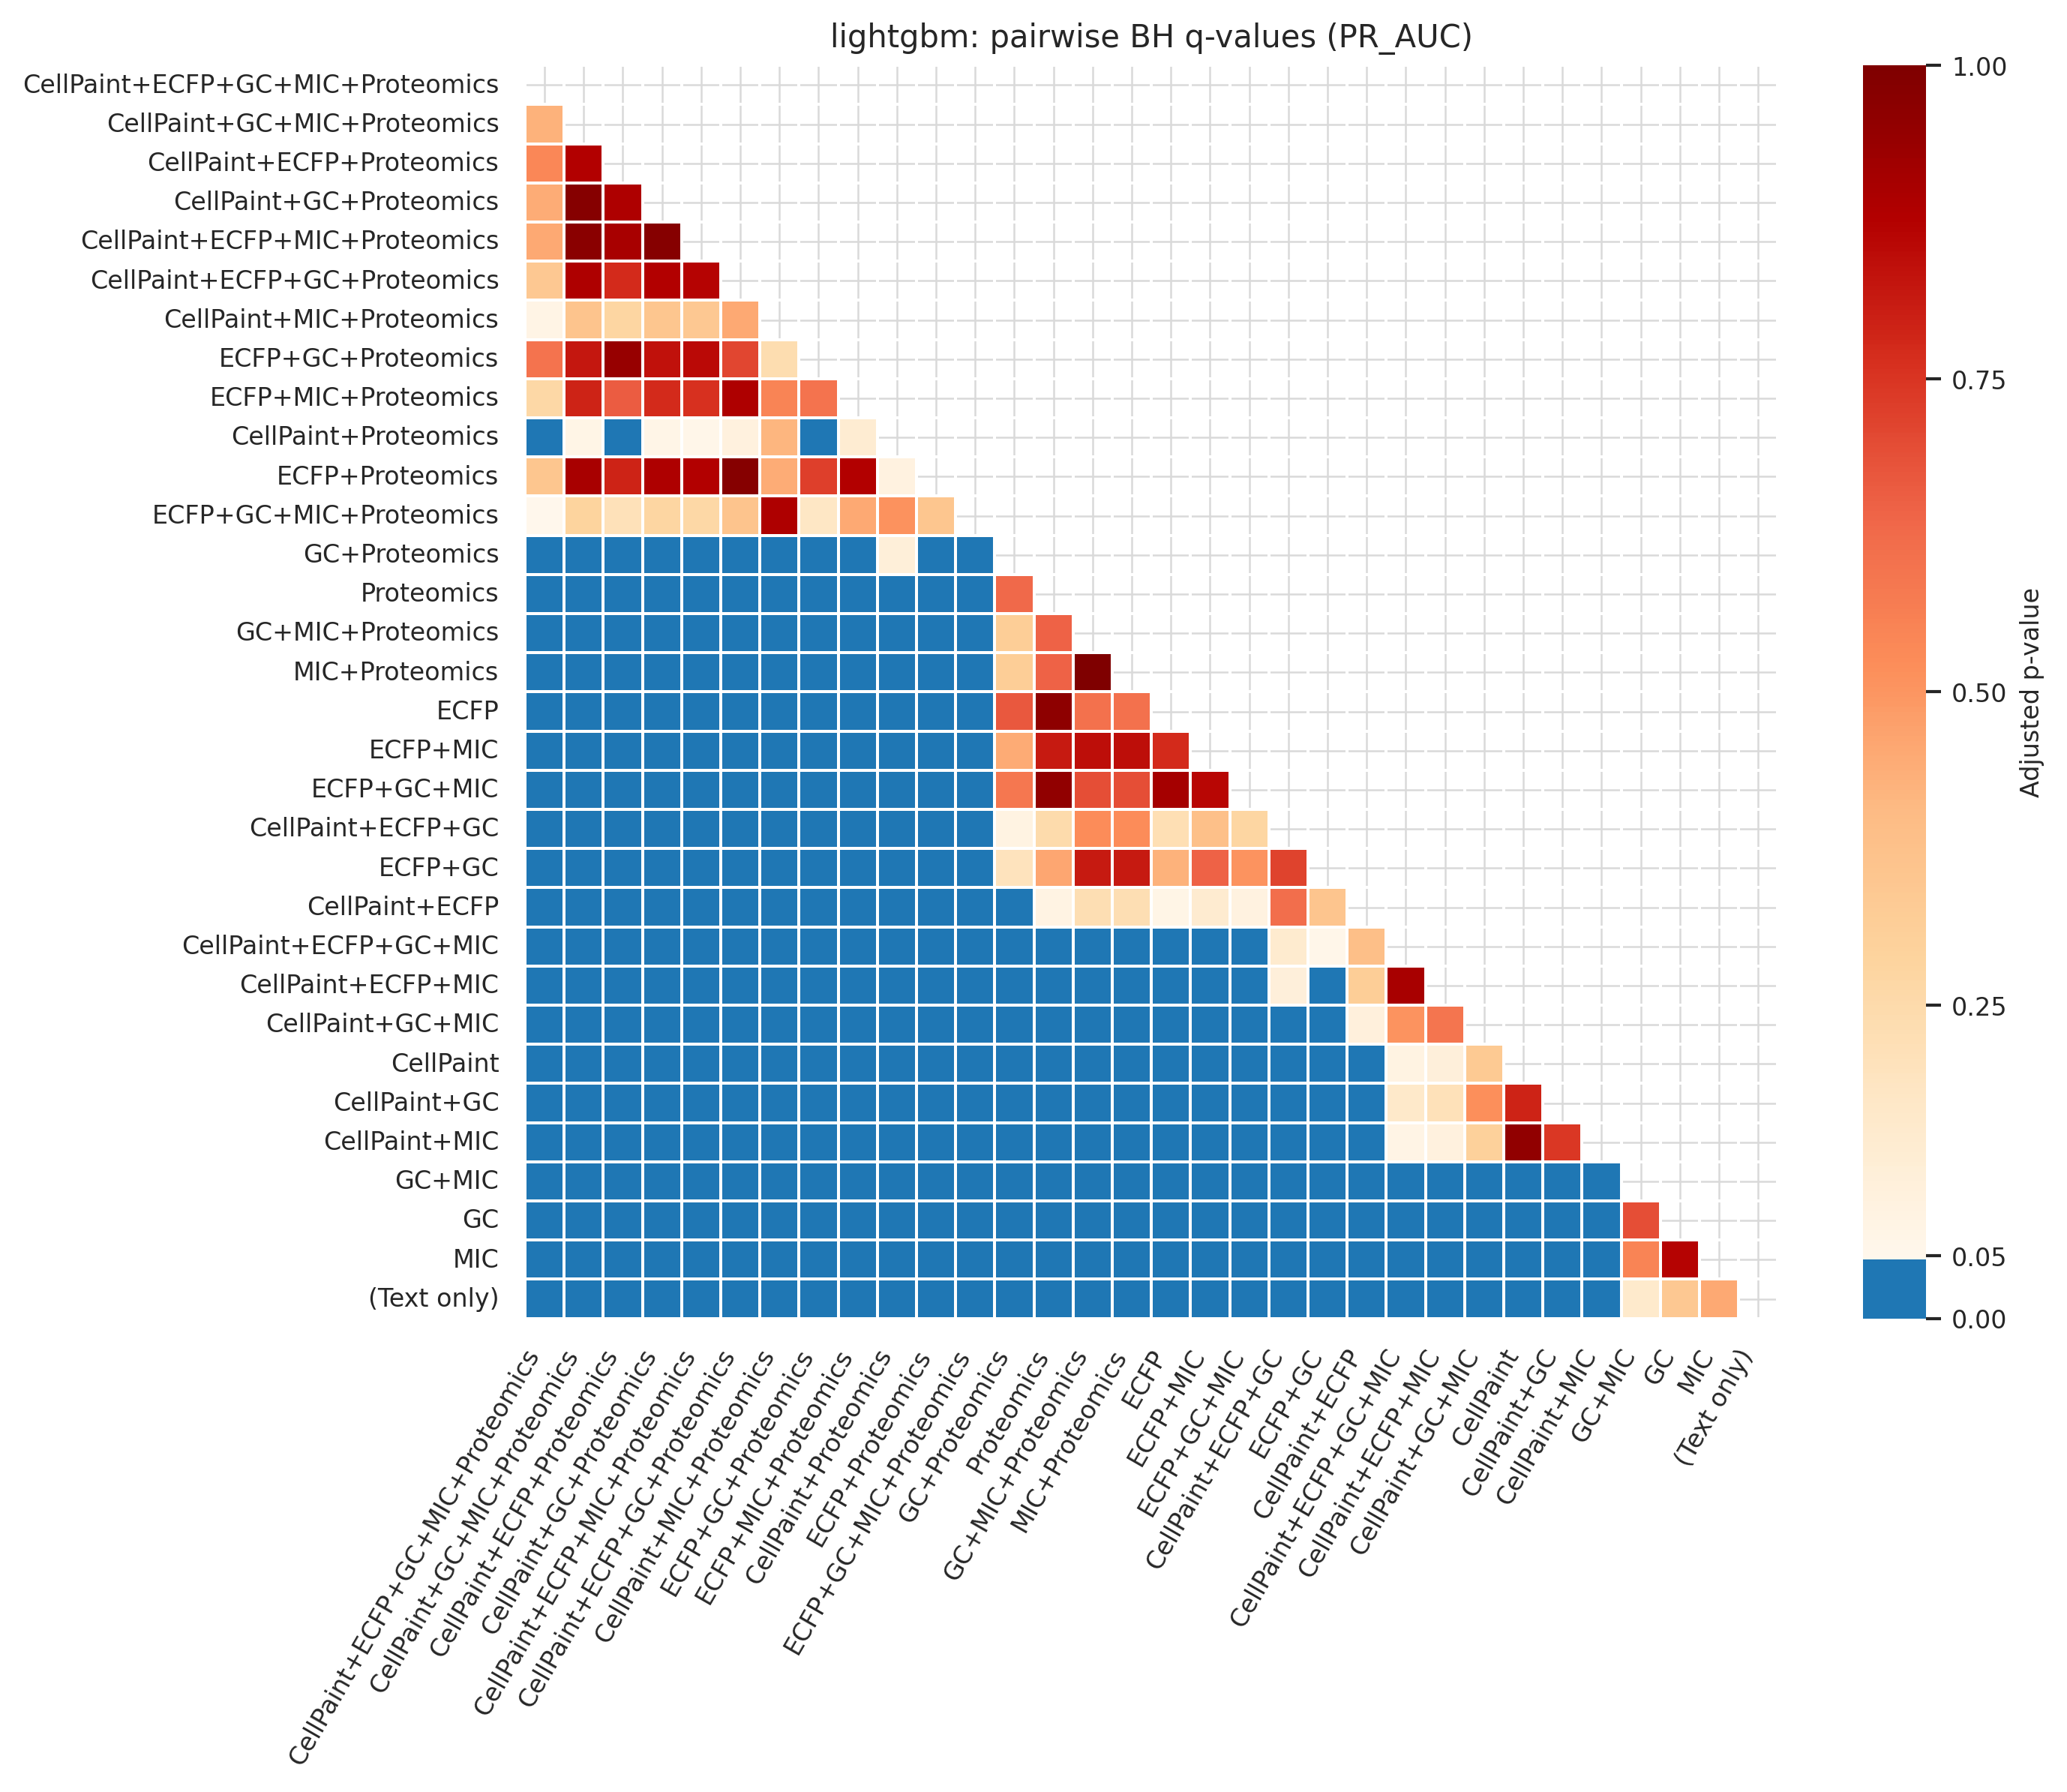 lightgbm: pairwise BH q-values (PR_AUC)
CellPaint+ECFP+GC+MIC+Proteomics
CellPaint+GC+MIC+Proteomics
CellPaint+ECFP+Proteomics
CellPaint+GC+Proteomics
CellPaint+ECFP+MIC+Proteomics
CellPaint+ECFP+GC+Proteomics
CellPaint+MIC+Proteomics
ECFP+GC+Proteomics
ECFP+MIC+Proteomics
CellPaint+Proteomics
ECFP+Proteomics
ECFP+GC+MIC+Proteomics
GC+Proteomics
Proteomics
GC+MIC+Proteomics
MIC+Proteomics
ECFP
ECFP+MIC
ECFP+GC+MIC
CellPaint+ECFP+GC
ECFP+GC
CellPaint+ECFP
CellPaint+ECFP+GC+MIC
CellPaint+ECFP+MIC
CellPaint+GC+MIC
CellPaint
CellPaint+GC
CellPaint+MIC
GC+MIC
GC
MIC
(Text only)
CellPaint+ECFP+GC+MIC+Proteomics
CellPaint+GC+MIC+Proteomics
CellPaint+ECFP+Proteomics
CellPaint+GC+Proteomics
CellPaint+ECFP+MIC+Proteomics
CellPaint+ECFP+GC+Proteomics
CellPaint+MIC+Proteomics
ECFP+GC+Proteomics
ECFP+MIC+Proteomics
CellPaint+Proteomics
ECFP+Proteomics
ECFP+GC+MIC+Proteomics
GC+Proteomics
Proteomics
GC+MIC+Proteomics
MIC+Proteomics
ECFP
ECFP+MIC
ECFP+GC+MIC
CellPaint+ECFP+GC
ECFP+GC
CellPaint+ECFP
CellPaint+ECFP+GC+MIC
CellPaint+ECFP+MIC
CellPaint+GC+MIC
CellPaint
CellPaint+GC
CellPaint+MIC
GC+MIC
GC
MIC
(Text only)
1.00
0.75
0.50
0.25
0.05
0.00
Adjusted p-value